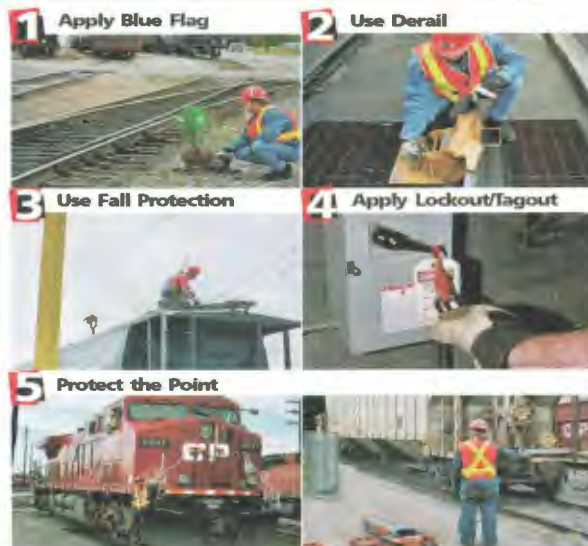 1 Apply Blue Flag
2 Use Derail
3 Use Fall Protection
4 Apply Lockout/Tagout
5 Protect the Point
CP